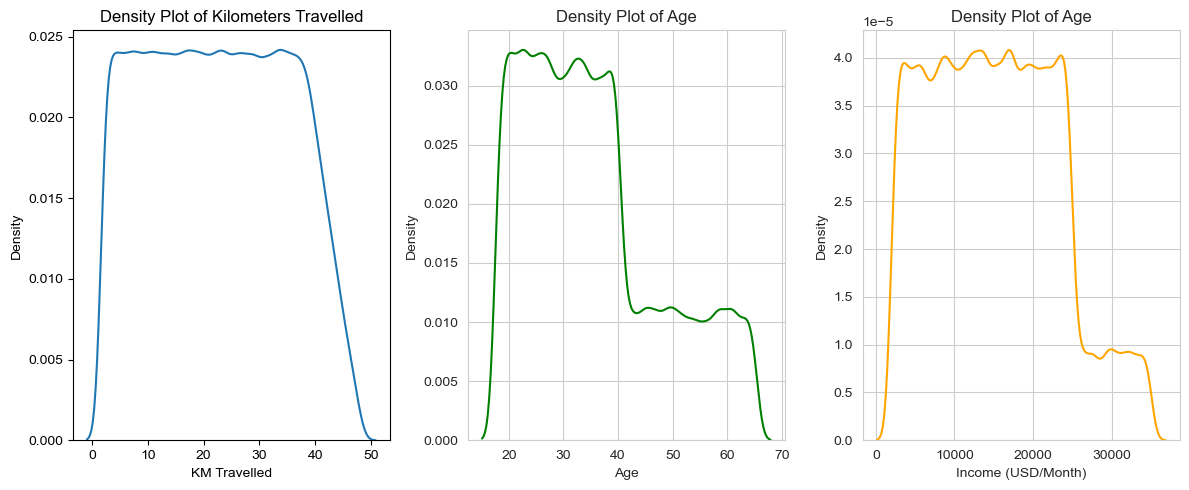 Density Plot of Kilometers Travelled
0.025
0.020
0.015
0.010
0.005
0.000
Density
0 10 20 30 40 50
KM Travelled
Density Plot of Age
0.030
0.025
0.020
0.015
0.010
0.005
0.000
Density
20 30 40 50 60 70
Age
Density Plot of Age
1e−5
4.0
3.5
3.0
2.5
2.0
1.5
1.0
0.5
0.0
Density
0 10000 20000 30000
Income (USD/Month)